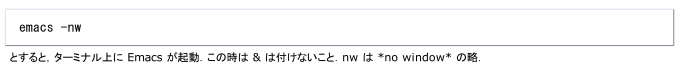 emacs -nw
とすると, ターミナル上に Emacs が起動. この時は & は付けないこと. nw は *no window* の略.